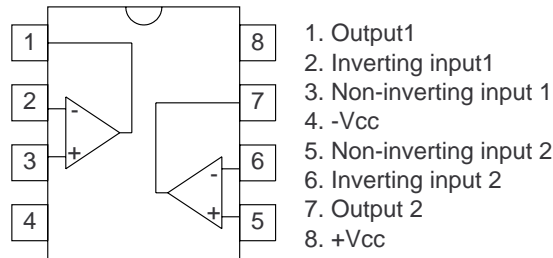 1
2
3
4
-
+
-
+
8
7
6
5
1. Output1
2. Inverting input1
3. Non-inverting input 1
4. -Vcc
5. Non-inverting input 2
6. Inverting input 2
7. Output 2
8. +Vcc